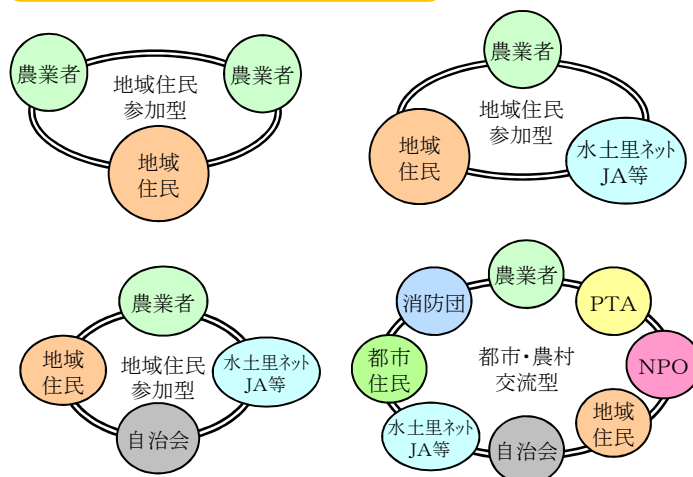 農業者
農業者
地域住民
参加型
地域
住民
農業者
地域住民
参加型
地域
住民
水土里ネット
JA等
農業者
地域
住民
地域住民
参加型
水土里ネット
JA等
自治会
農業者
消防団
PTA
都市
住民
都市・農村
交流型
NPO
地域
住民
水土里ネット
JA等
自治会